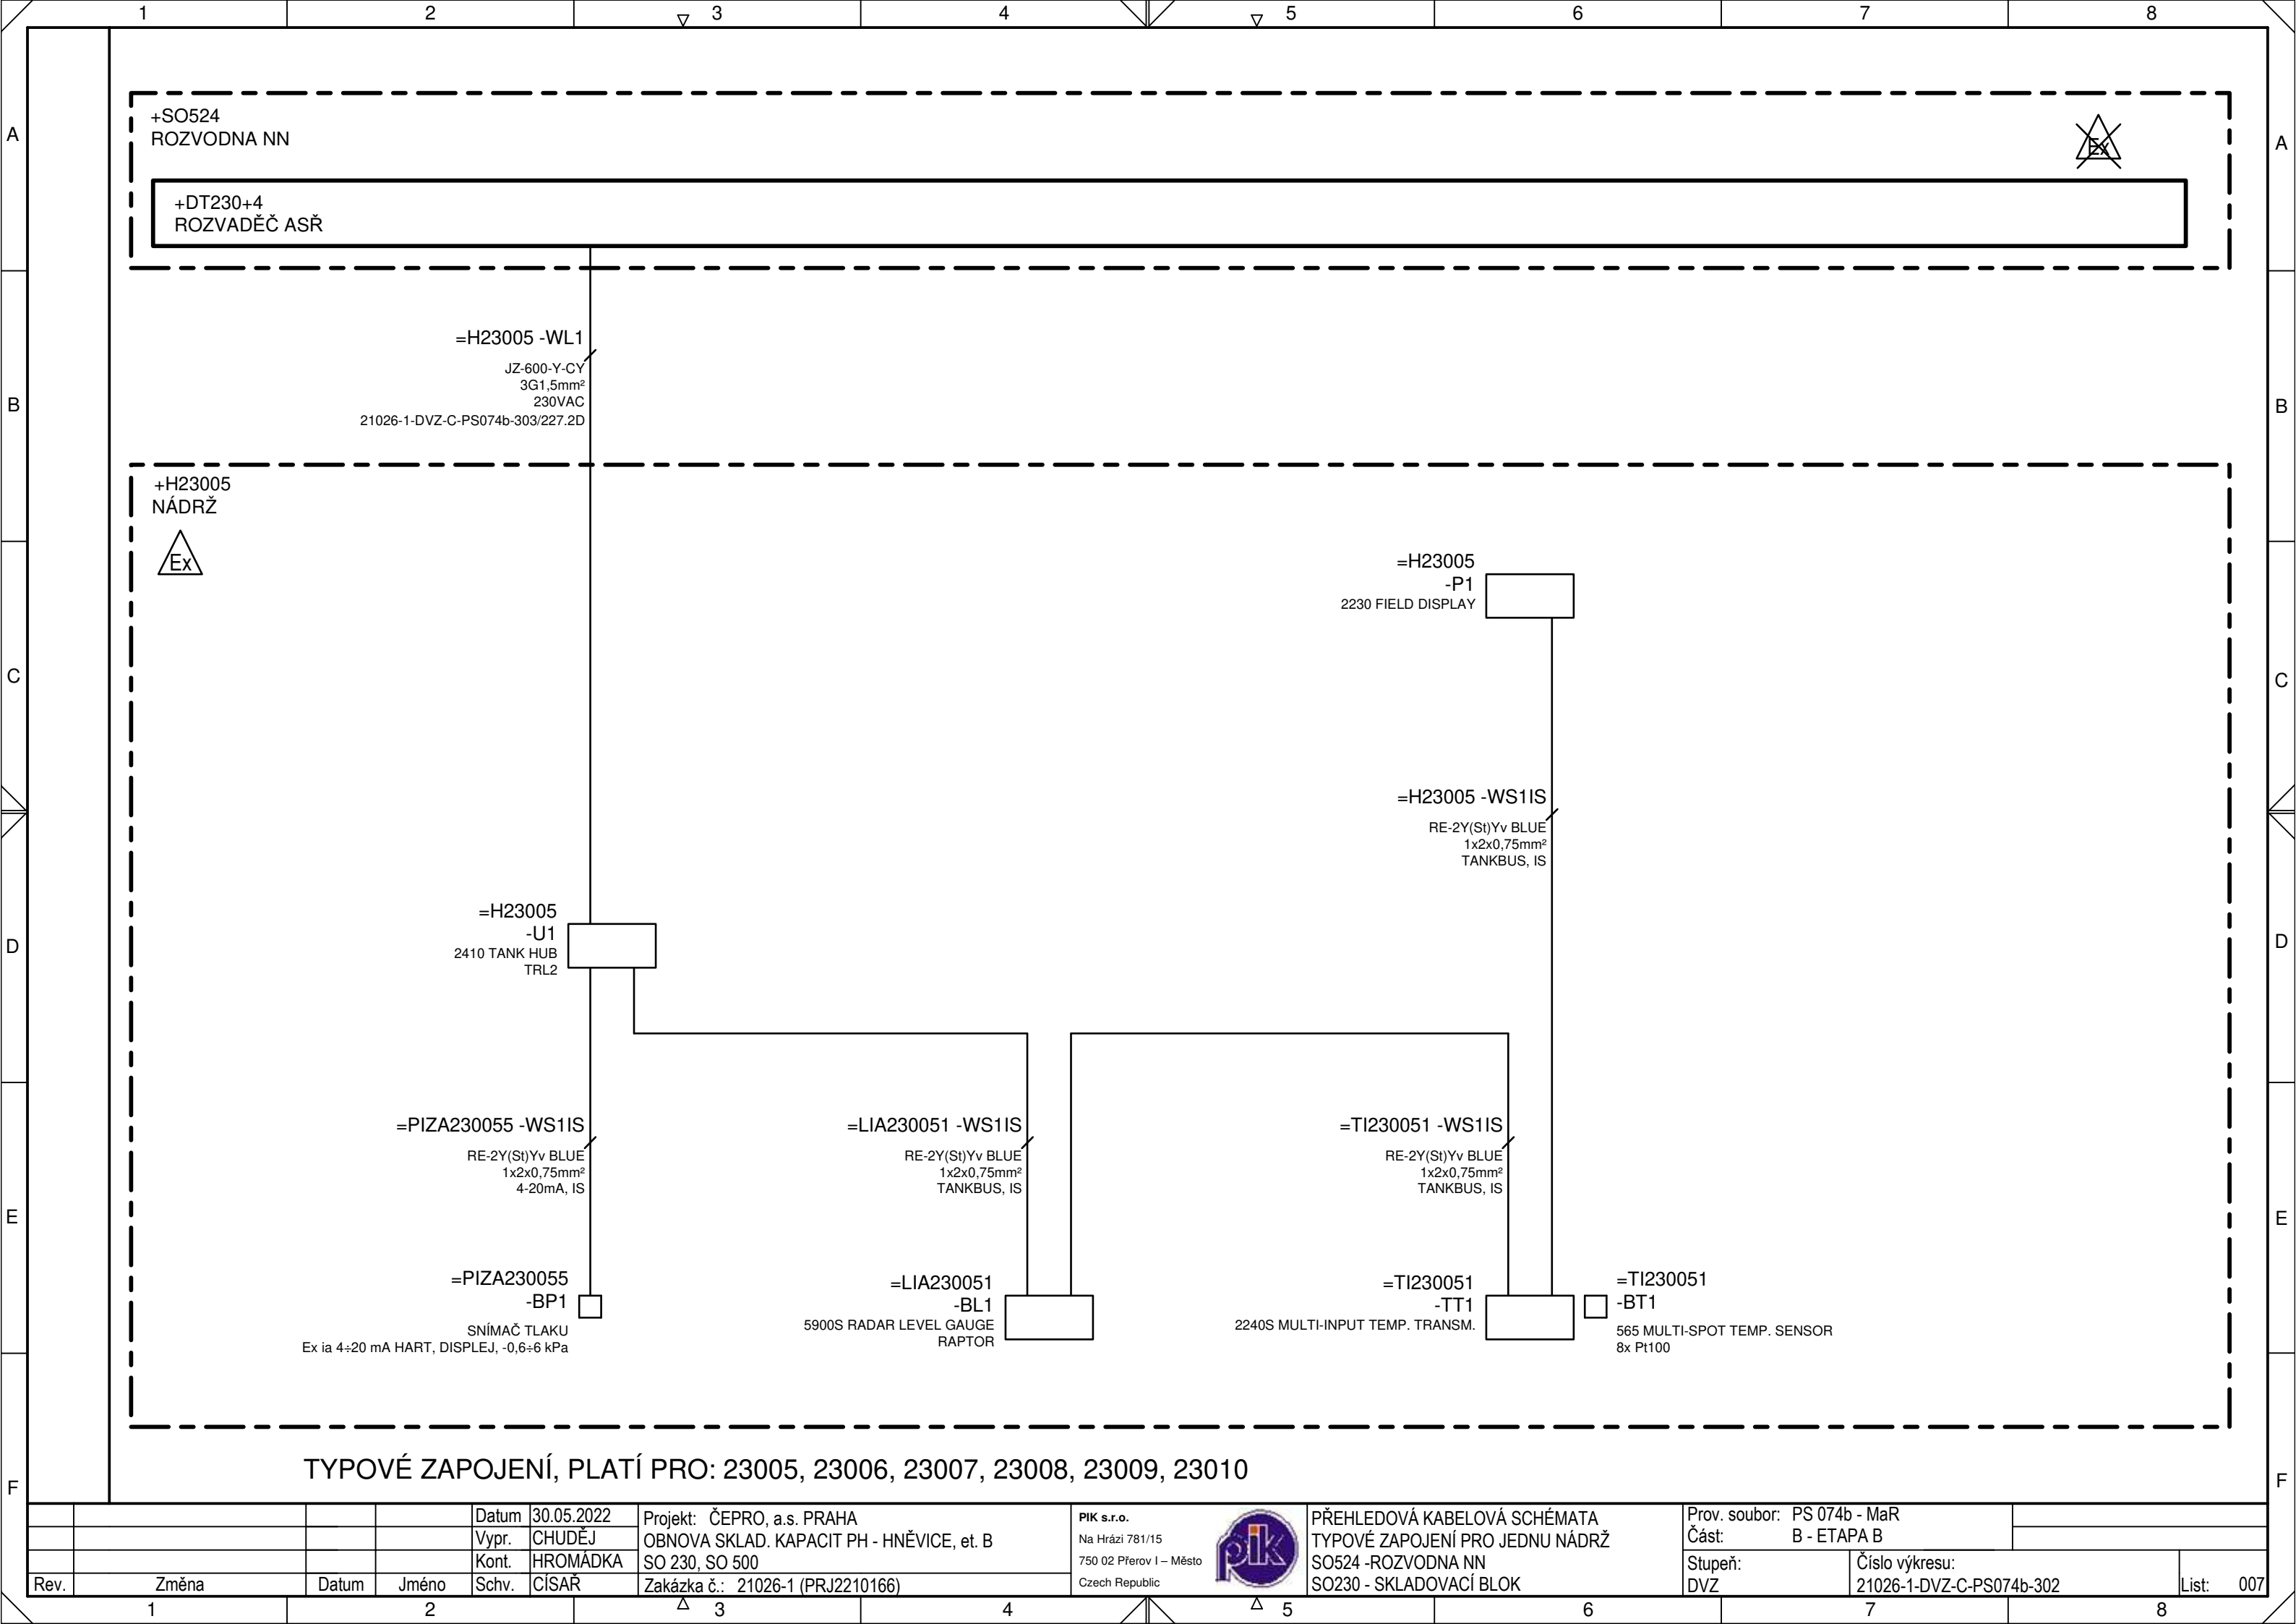 1 2 3 4 5 6 7 8
A
A
+SO524
ROZVODNA NN
Ex
+DT230+4
ROZVADĚČ ASŘ
B
B
=H23005 -WL1
JZ-600-Y-CY
3G1,5mm²
230VAC
21026-1-DVZ-C-PS074b-303/227.2D
+H23005
NÁDRŽ
Ex
C
C
=H23005
-P1
2230 FIELD DISPLAY
=H23005 -WS1IS
RE-2Y(St)Yv BLUE
1x2x0,75mm²
TANKBUS, IS
D
D
=H23005
-U1
2410 TANK HUB
TRL2
=PIZA230055 -WS1IS
RE-2Y(St)Yv BLUE
1x2x0,75mm²
4-20mA, IS
=LIA230051 -WS1IS
RE-2Y(St)Yv BLUE
1x2x0,75mm²
TANKBUS, IS
=TI230051 -WS1IS
RE-2Y(St)Yv BLUE
1x2x0,75mm²
TANKBUS, IS
E
E
=PIZA230055
-BP1
SNÍMAČ TLAKU
Ex ia 4÷20 mA HART, DISPLEJ, -0,6÷6 kPa
=LIA230051
-BL1
5900S RADAR LEVEL GAUGE
RAPTOR
=TI230051
-TT1
2240S MULTI-INPUT TEMP. TRANSM.
=TI230051
-BT1
565 MULTI-SPOT TEMP. SENSOR
8x Pt100
TYPOVÉ ZAPOJENÍ, PLATÍ PRO: 23005, 23006, 23007, 23008, 23009, 23010
F
F
Rev. Změna Datum Jméno
Datum 30.05.2022
Vypr. CHUDĚJ
Kont. HROMÁDKA
Schv. CÍSAŘ
Projekt: ČEPRO, a.s. PRAHA
OBNOVA SKLAD. KAPACIT PH - HNĚVICE, et. B
SO 230, SO 500
Zakázka č.: 21026-1 (PRJ2210166)
PIK s.r.o.
Na Hrázi 781/15
750 02 Přerov I – Město
Czech Republic
pik
PŘEHLEDOVÁ KABELOVÁ SCHÉMATA
TYPOVÉ ZAPOJENÍ PRO JEDNU NÁDRŽ
SO524 -ROZVODNA NN
SO230 - SKLADOVACÍ BLOK
Prov. soubor: PS 074b - MaR
Část: B - ETAPA B
Stupeň:
DVZ
Číslo výkresu:
21026-1-DVZ-C-PS074b-302
List: 007
1 2 3 4 5 6 7 8